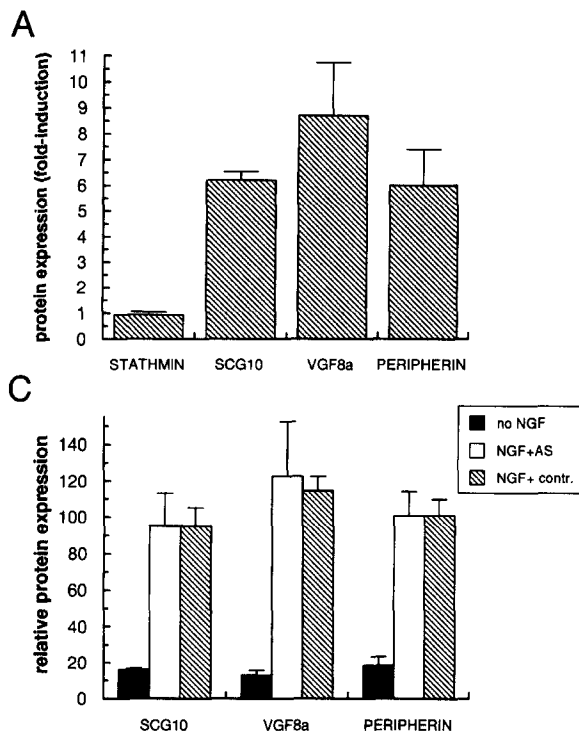 A
protein expression (fold-induction)
11
10
9
8
7
6
5
4
3
2
1
0
STATHMIN SCG10 VGF8a PERIPHERIN
C
no NGF
NGF+AS
NGF+ contr.
relative protein expression
140
120
100
80
60
40
20
0
SCG10 VGF8a PERIPHERIN